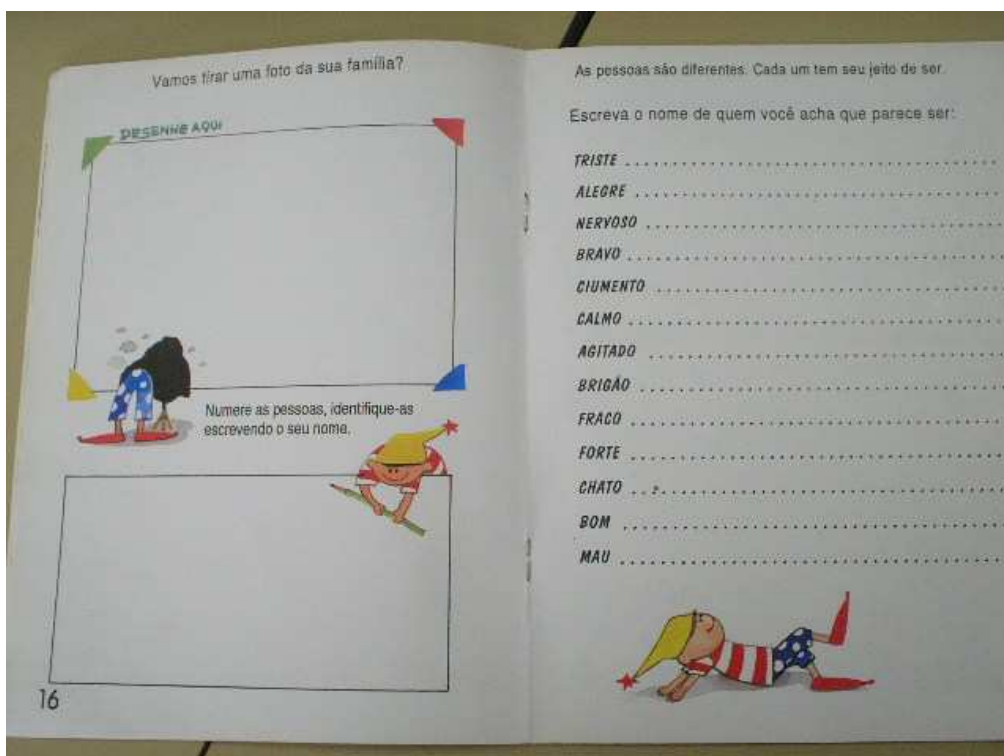 Vamos tirar uma foto da sua família?
DESENHE AQUI
Numere as pessoas, identifique-as
escrevendo o seu nome.
16
As pessoas são diferentes. Cada um tem seu jeito de ser.
Escreva o nome de quem você acha que parece ser:
TRISTE ........................................
ALEGRE ........................................
NERVOSO ........................................
BRAVO ........................................
CIUMENTO ........................................
CALMO ........................................
AGITADO ........................................
BRIGÃO ........................................
FRACO ........................................
FORTE ........................................
CHATO ........................................
BOM ........................................
MAU ........................................